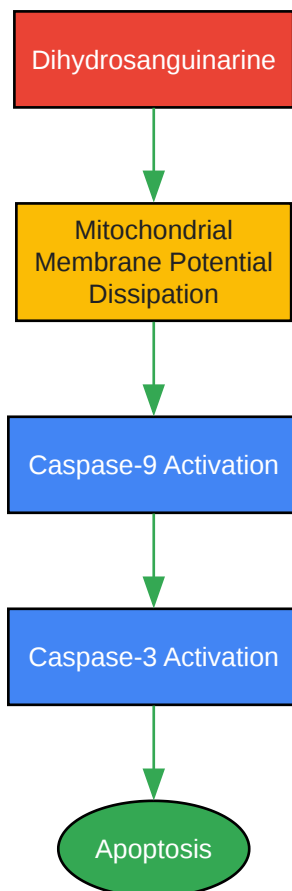 Dihydrosanguinarine
Mitochondrial
Membrane Potential
Dissipation
Caspase-9 Activation
Caspase-3 Activation
Apoptosis